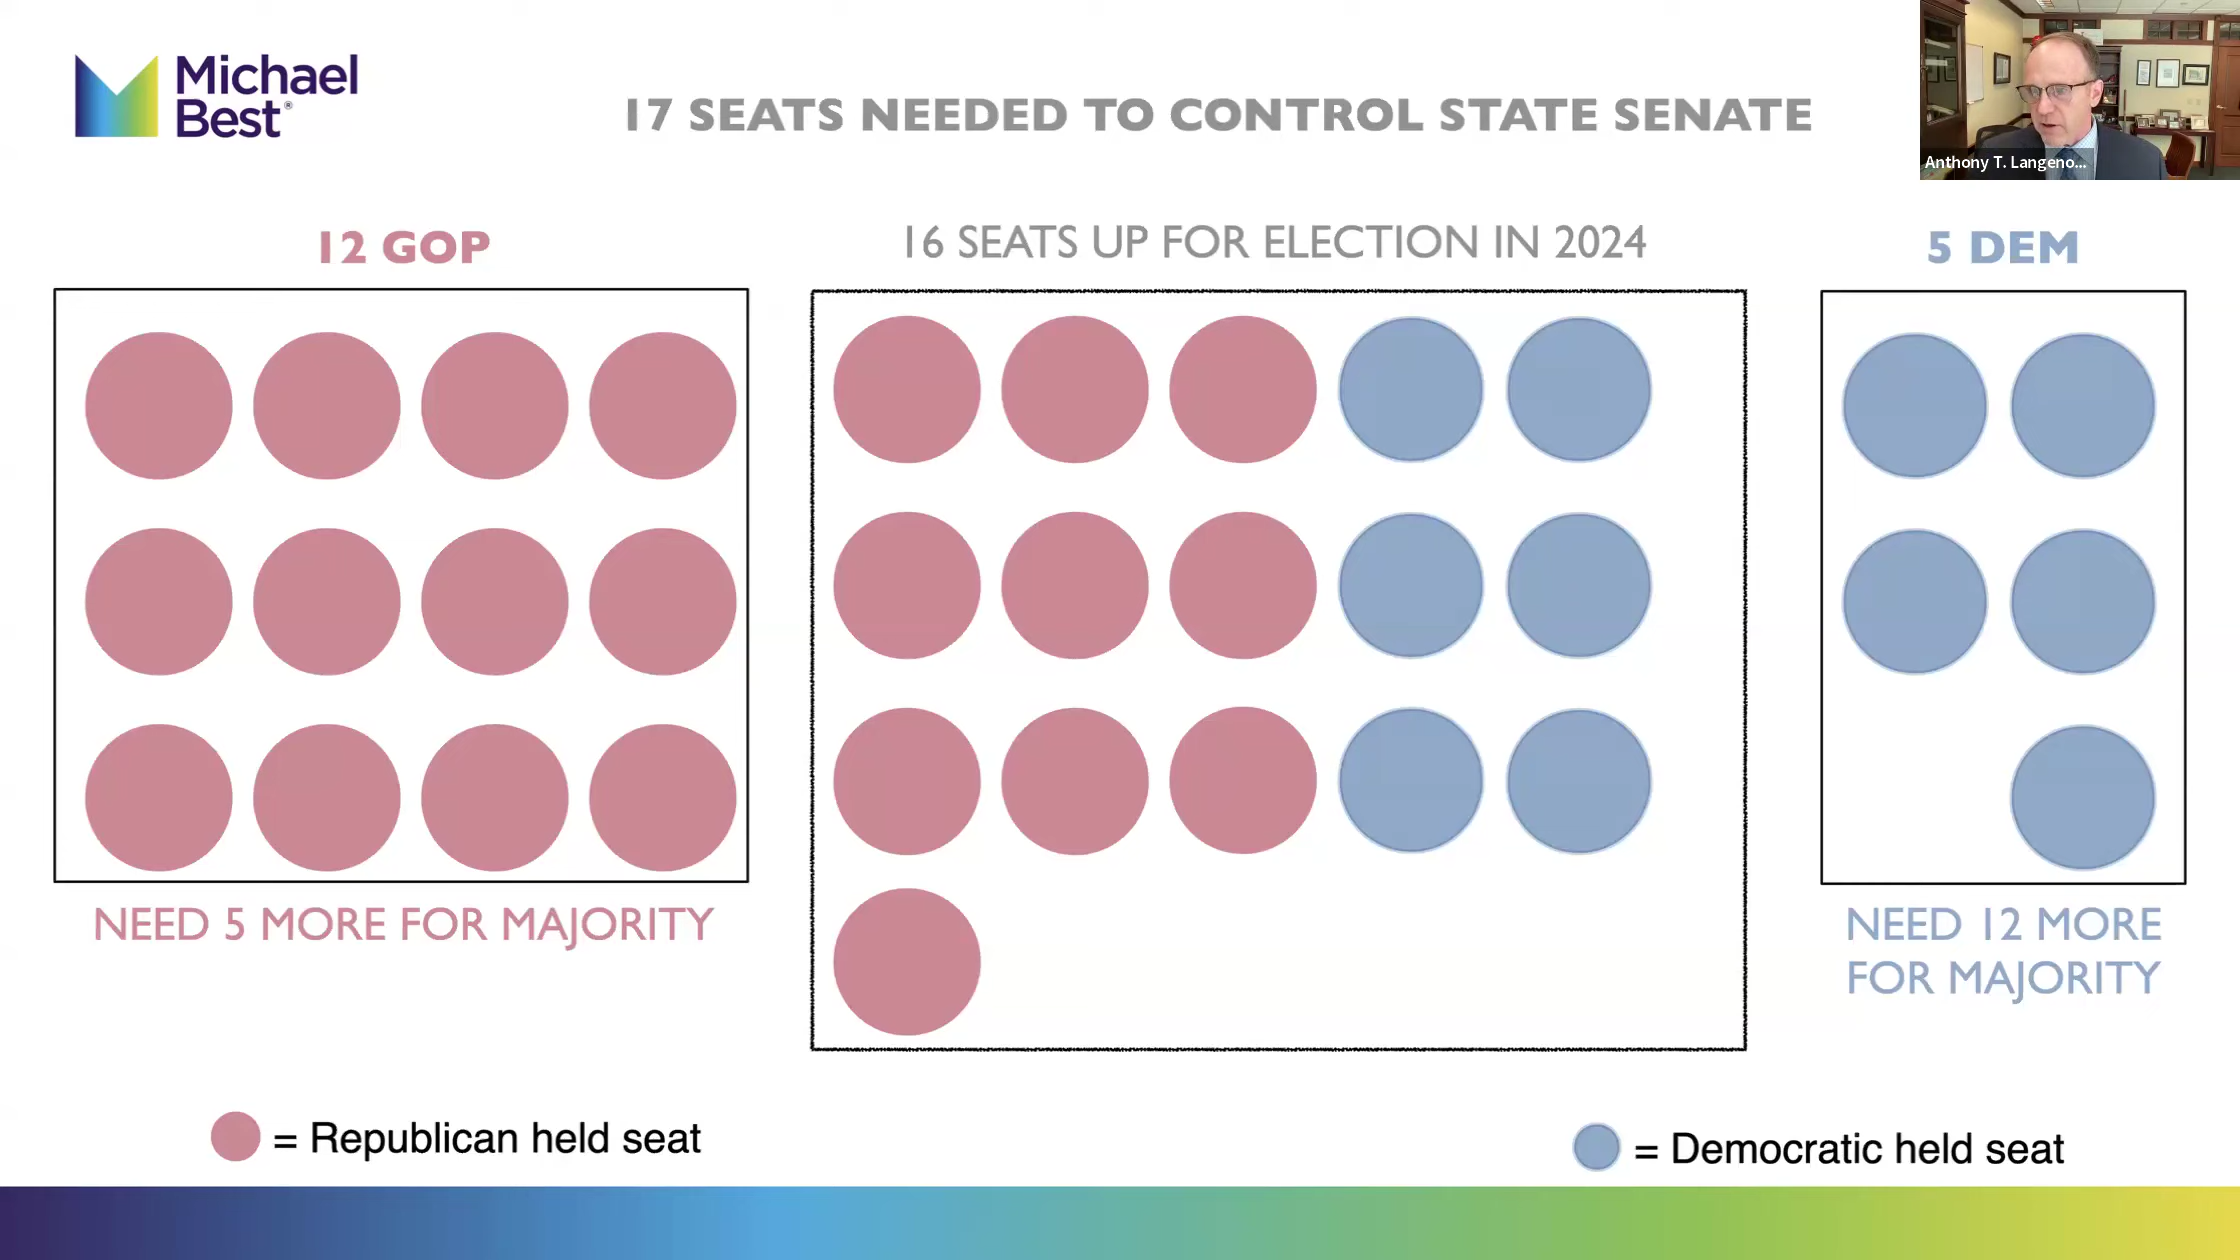 Michael
Best®
17 SEATS NEEDED TO CONTROL STATE SENATE
Anthony T. Langeno...
12 GOP
16 SEATS UP FOR ELECTION IN 2024
5 DEM
NEED 5 MORE FOR MAJORITY
NEED 12 MORE
FOR MAJORITY
= Republican held seat
= Democratic held seat